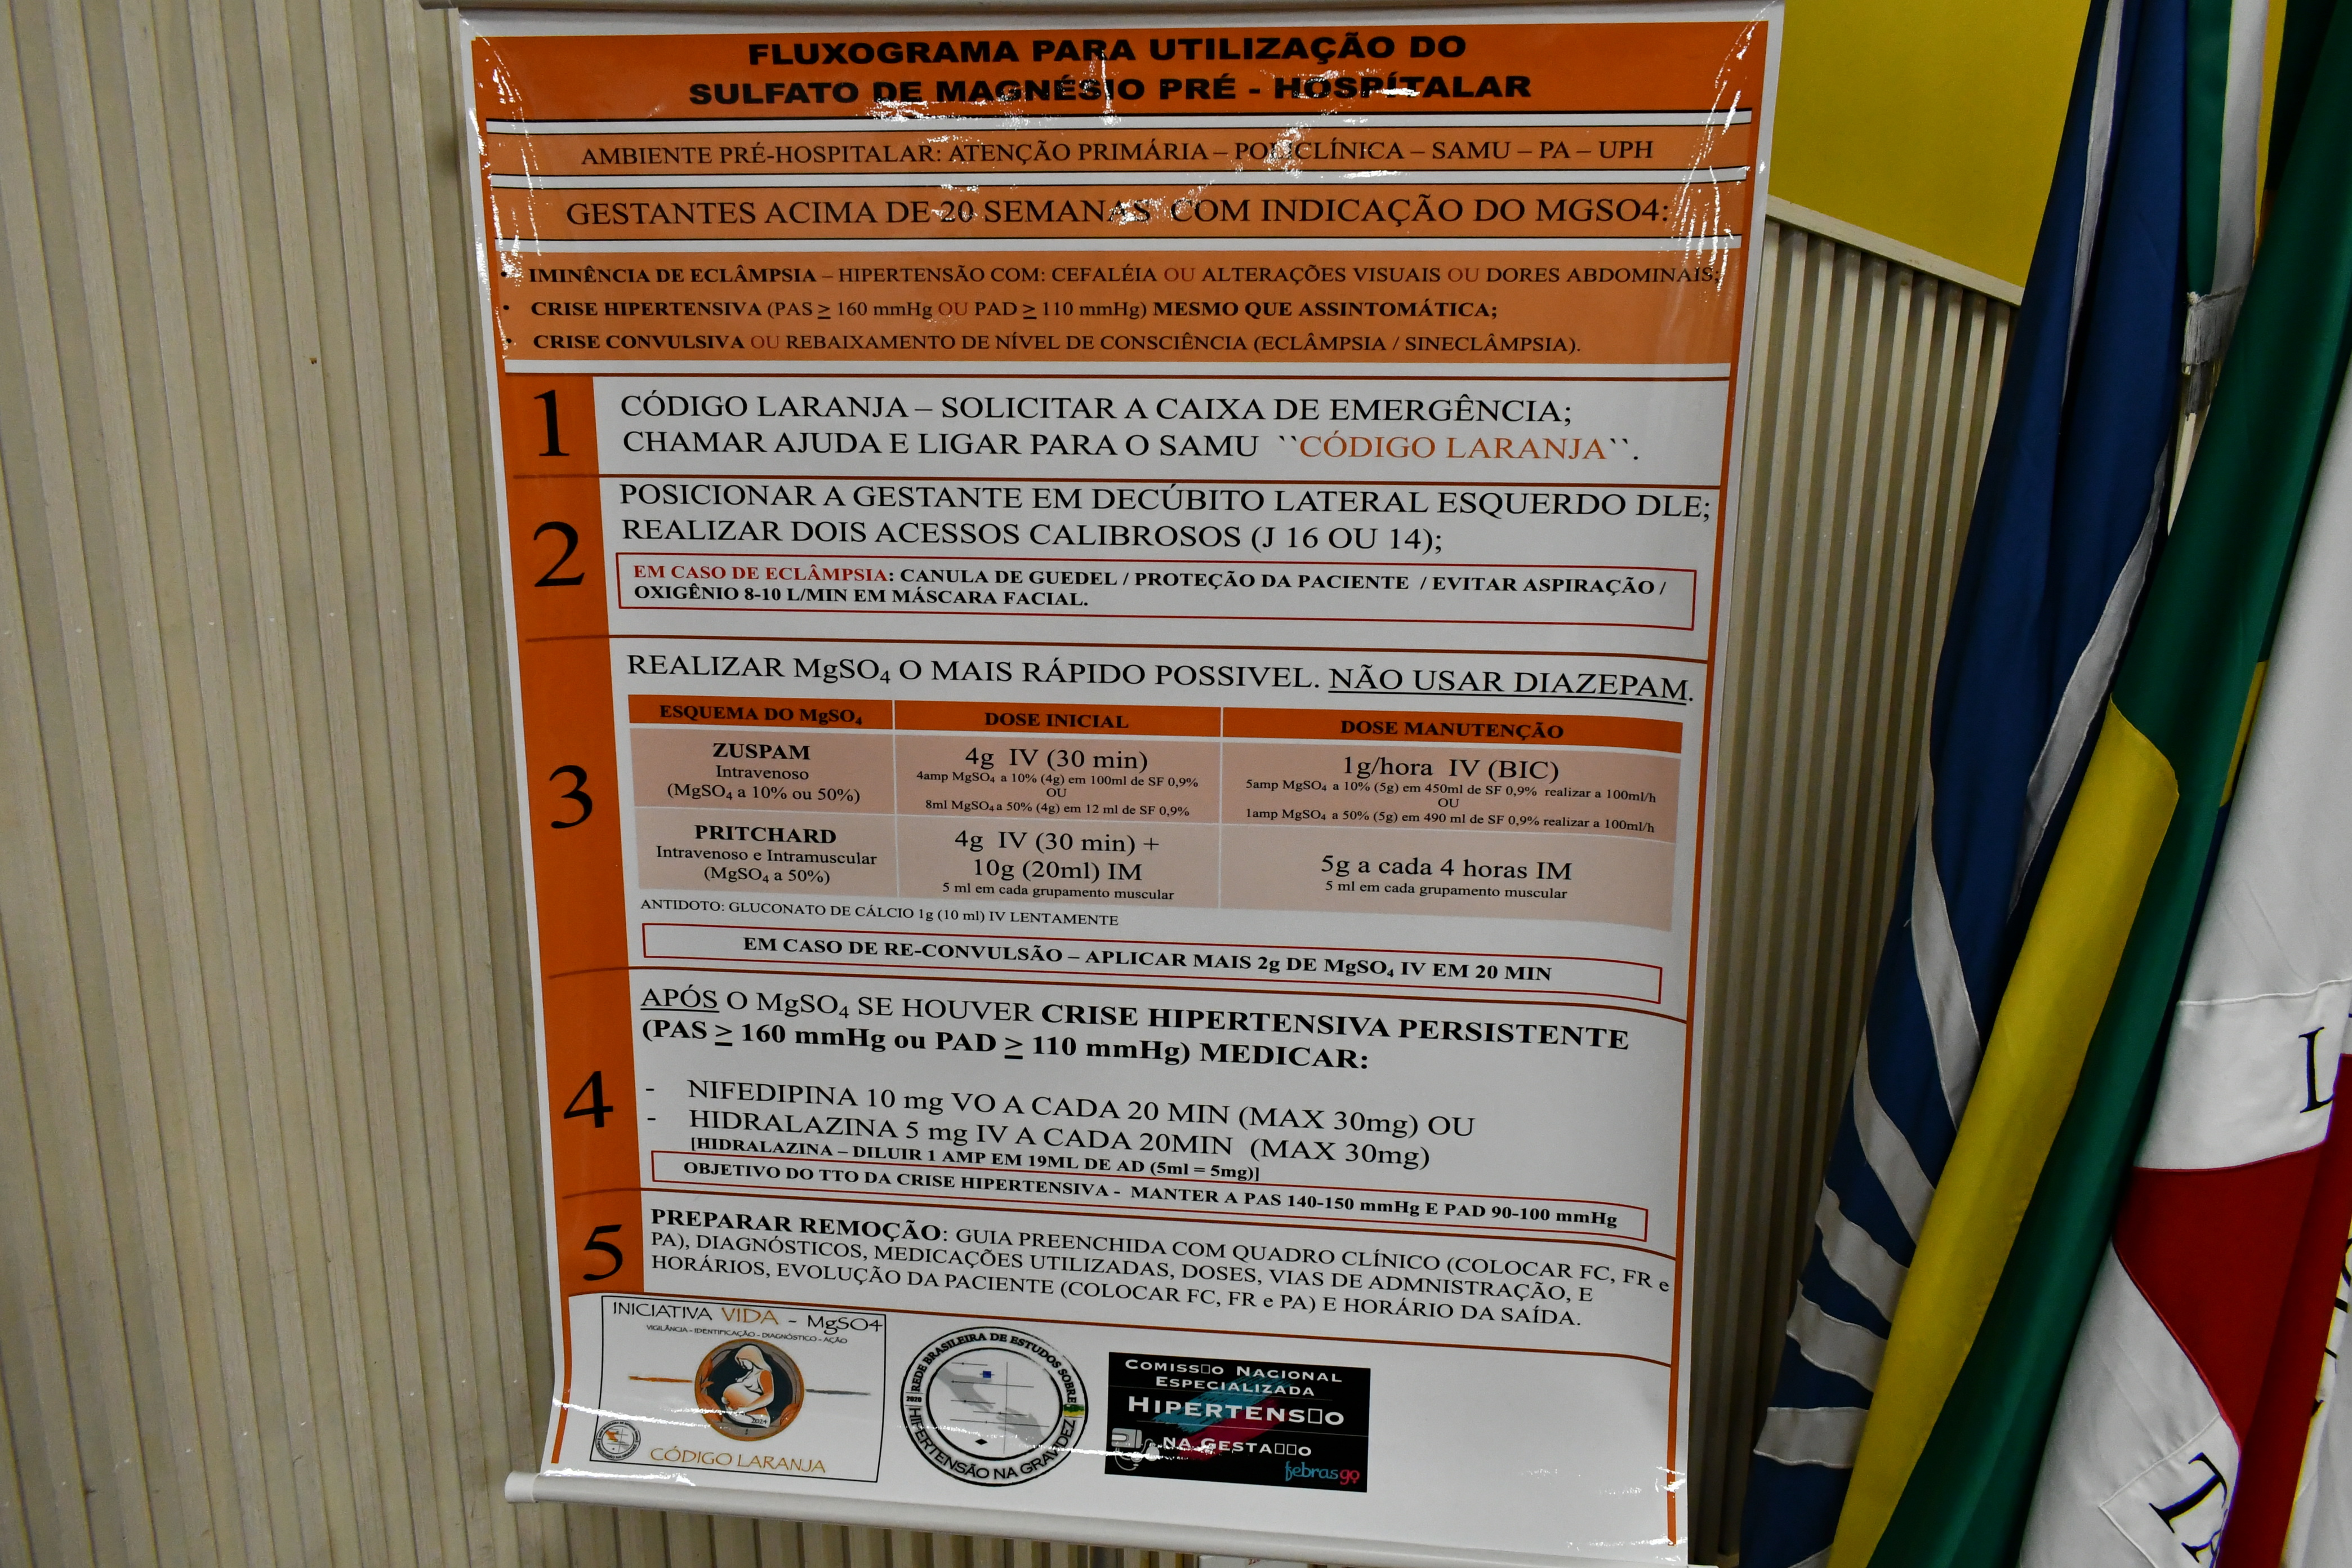 FLUXOGRAMA PARA UTILIZAÇÃO DO
SULFATO DE MAGNÉSIO PRÉ - HOSPÍTALAR
AMBIENTE PRÉ-HOSPITALAR: ATENÇÃO PRIMÁRIA – POLICLÍNICA – SAMU – PA – UPH
GESTANTES ACIMA DE 20 SEMANAS COM INDICAÇÃO DO MGSO4:
• IMINÊNCIA DE ECLÂMPSIA – HIPERTENSÃO COM: CEFALÉIA OU ALTERAÇÕES VISUAIS OU DORES ABDOMINAIS;
• CRISE HIPERTENSIVA (PAS ≥ 160 mmHg OU PAD ≥ 110 mmHg) MESMO QUE ASSINTOMÁTICA;
• CRISE CONVULSIVA OU REBAIXAMENTO DE NÍVEL DE CONSCIÊNCIA (ECLÂMPSIA / SINECLÂMPSIA).
1
CÓDIGO LARANJA – SOLICITAR A CAIXA DE EMERGÊNCIA;
CHAMAR AJUDA E LIGAR PARA O SAMU ``CÓDIGO LARANJA``.
2
POSICIONAR A GESTANTE EM DECÚBITO LATERAL ESQUERDO DLE;
REALIZAR DOIS ACESSOS CALIBROSOS (J 16 OU 14);
EM CASO DE ECLÂMPSIA: CANULA DE GUEDEL / PROTEÇÃO DA PACIENTE / EVITAR ASPIRAÇÃO /
OXIGÊNIO 8-10 L/MIN EM MÁSCARA FACIAL.
3
REALIZAR MgSO₄ O MAIS RÁPIDO POSSIVEL. NÃO USAR DIAZEPAM.
ESQUEMA DO MgSO₄ DOSE INICIAL DOSE MANUTENÇÃO
ZUSPAM
Intravenoso
(MgSO₄ a 10% ou 50%)
4g IV (30 min)
4amp MgSO₄ a 10% (4g) em 100ml de SF 0,9%
OU
8ml MgSO₄ a 50% (4g) em 12 ml de SF 0,9%
1g/hora IV (BIC)
5amp MgSO₄ a 10% (5g) em 450ml de SF 0,9% realizar a 100ml/h
OU
1amp MgSO₄ a 50% (5g) em 490 ml de SF 0,9% realizar a 100ml/h
PRITCHARD
Intravenoso e Intramuscular
(MgSO₄ a 50%)
4g IV (30 min) +
10g (20ml) IM
5 ml em cada grupamento muscular
5g a cada 4 horas IM
5 ml em cada grupamento muscular
ANTIDOTO: GLUCONATO DE CÁLCIO 1g (10 ml) IV LENTAMENTE
EM CASO DE RE-CONVULSÃO – APLICAR MAIS 2g DE MgSO₄ IV EM 20 MIN
4
APÓS O MgSO₄ SE HOUVER CRISE HIPERTENSIVA PERSISTENTE
(PAS ≥ 160 mmHg ou PAD ≥ 110 mmHg) MEDICAR:
- NIFEDIPINA 10 mg VO A CADA 20 MIN (MAX 30mg) OU
- HIDRALAZINA 5 mg IV A CADA 20MIN (MAX 30mg)
[HIDRALAZINA – DILUIR 1 AMP EM 19ML DE AD (5ml = 5mg)]
OBJETIVO DO TTO DA CRISE HIPERTENSIVA - MANTER A PAS 140-150 mmHg E PAD 90-100 mmHg
5
PREPARAR REMOÇÃO: GUIA PREENCHIDA COM QUADRO CLÍNICO (COLOCAR FC, FR e
PA), DIAGNÓSTICOS, MEDICAÇÕES UTILIZADAS, DOSES, VIAS DE ADMNISTRAÇÃO, E
HORÁRIOS, EVOLUÇÃO DA PACIENTE (COLOCAR FC, FR e PA) E HORÁRIO DA SAÍDA.
INICIATIVA VIDA - MgSO4
VIGILÂNCIA - IDENTIFICAÇÃO - DIAGNÓSTICO - AÇÃO
2024
CÓDIGO LARANJA
REDE BRASILEIRA DE ESTUDOS SOBRE
2020
HIPERTENSÃO NA GRAVIDEZ
COMISS□O NACIONAL
ESPECIALIZADA
HIPERTENS□O
NA GESTA□□O
febrasgo